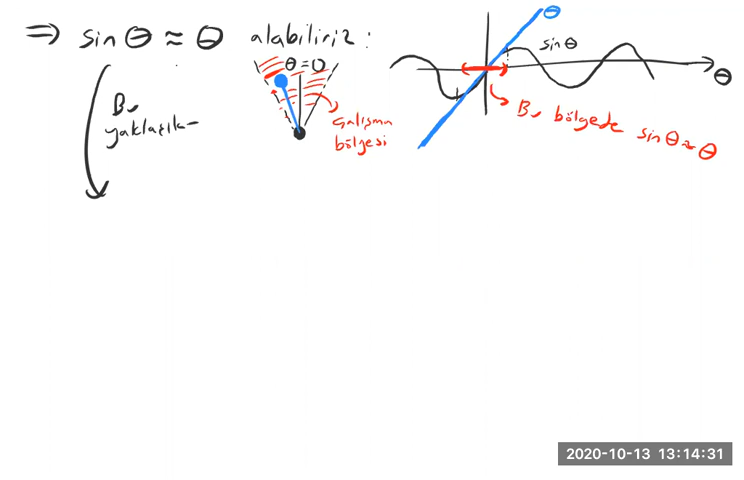 ⇒ sin θ ≈ θ alabiliriz:
θ = 0
Çalışma
bölgesi
Bu
yaklaşık-
θ
sin θ
θ
Bu bölgede sin θ ≈ θ
2020-10-13 13:14:31